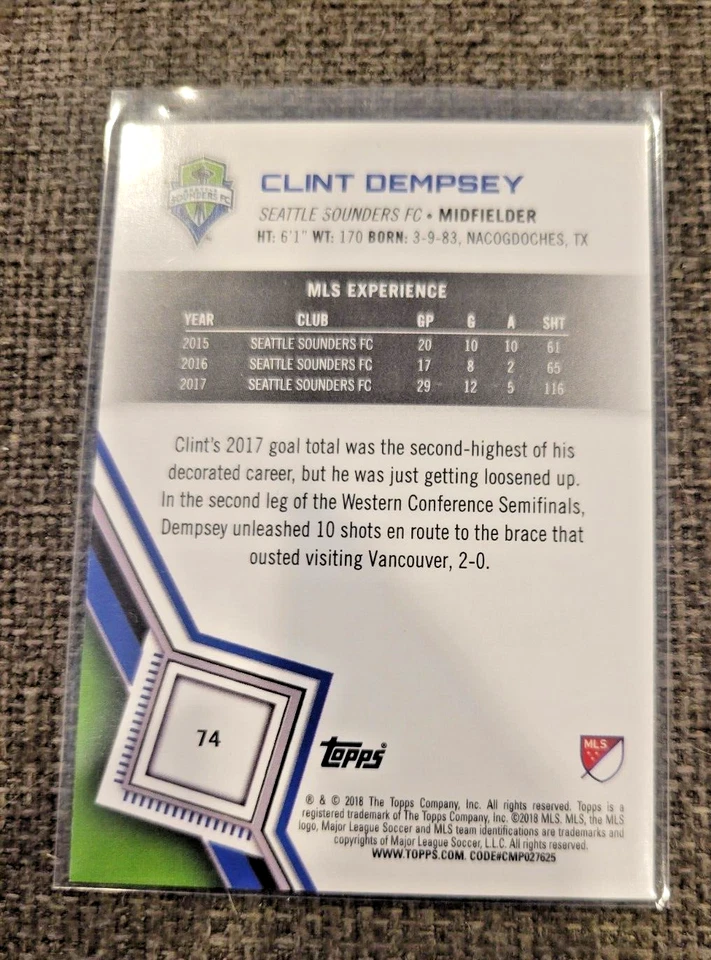 CLINT DEMPSEY
SEATTLE SOUNDERS FC
SEATTLE SOUNDERS FC • MIDFIELDER
HT: 6'1" WT: 170 BORN: 3-9-83, NACOGDOCHES, TX
MLS EXPERIENCE
YEAR CLUB GP G A SHT
2015 SEATTLE SOUNDERS FC 20 10 10 61
2016 SEATTLE SOUNDERS FC 17 8 2 65
2017 SEATTLE SOUNDERS FC 29 12 5 116
Clint's 2017 goal total was the second-highest of his
decorated career, but he was just getting loosened up.
In the second leg of the Western Conference Semifinals,
Dempsey unleashed 10 shots en route to the brace that
ousted visiting Vancouver, 2-0.
74
topps®
MLS
® & © 2018 The Topps Company, Inc. All rights reserved. Topps is a
registered trademark of The Topps Company, Inc. ©2018 MLS. MLS, the MLS
logo, Major League Soccer and MLS team identifications are trademarks and
copyrights of Major League Soccer, L.L.C. All rights reserved.
WWW.TOPPS.COM. CODE#CMP027625